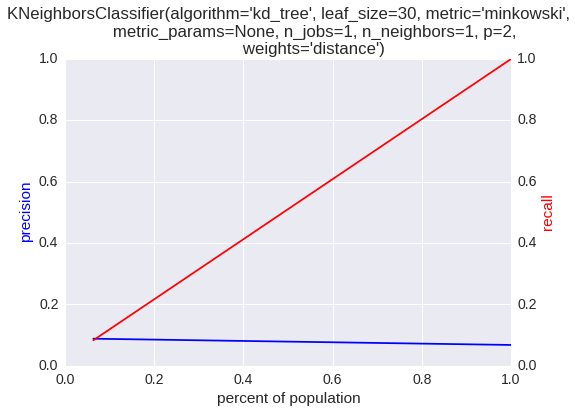 KNeighborsClassifier(algorithm='kd_tree', leaf_size=30, metric='minkowski',
metric_params=None, n_jobs=1, n_neighbors=1, p=2,
weights='distance')
1.0
0.8
0.6
0.4
0.2
0.0
precision
1.0
0.8
0.6
0.4
0.2
0.0
recall
0.0 0.2 0.4 0.6 0.8 1.0
percent of population